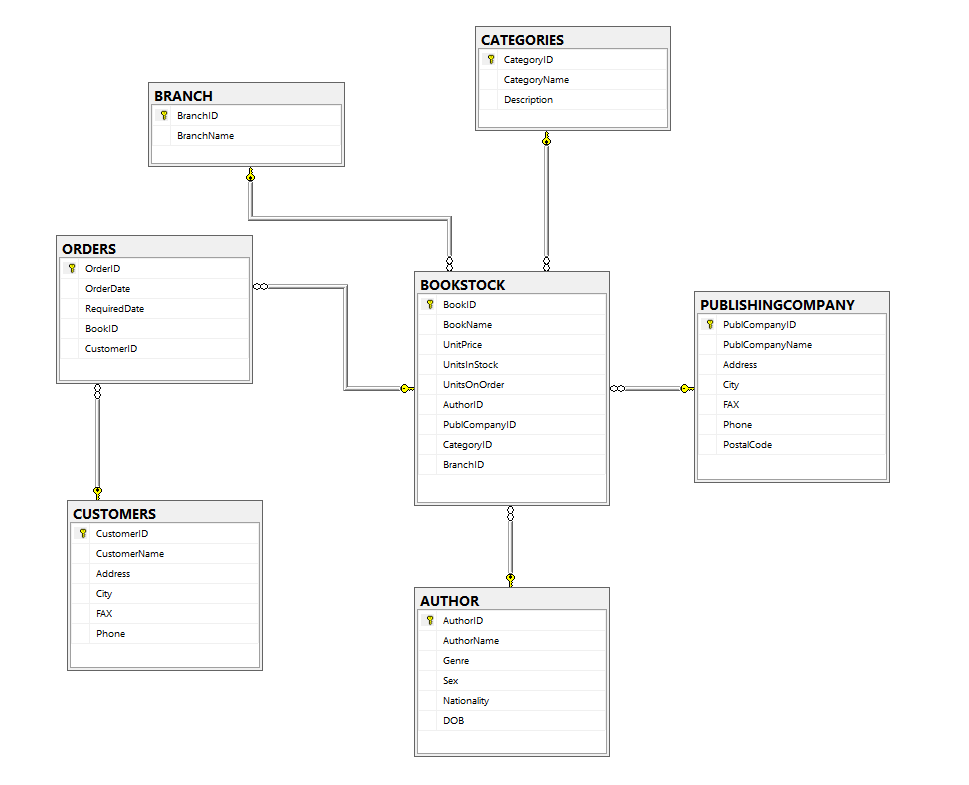 CATEGORIES
CategoryID
CategoryName
Description
BRANCH
BranchID
BranchName
ORDERS
OrderID
OrderDate
RequiredDate
BookID
CustomerID
BOOKSTOCK
BookID
BookName
UnitPrice
UnitsInStock
UnitsOnOrder
AuthorID
PublCompanyID
CategoryID
BranchID
PUBLISHINGCOMPANY
PublCompanyID
PublCompanyName
Address
City
FAX
Phone
PostalCode
CUSTOMERS
CustomerID
CustomerName
Address
City
FAX
Phone
AUTHOR
AuthorID
AuthorName
Genre
Sex
Nationality
DOB